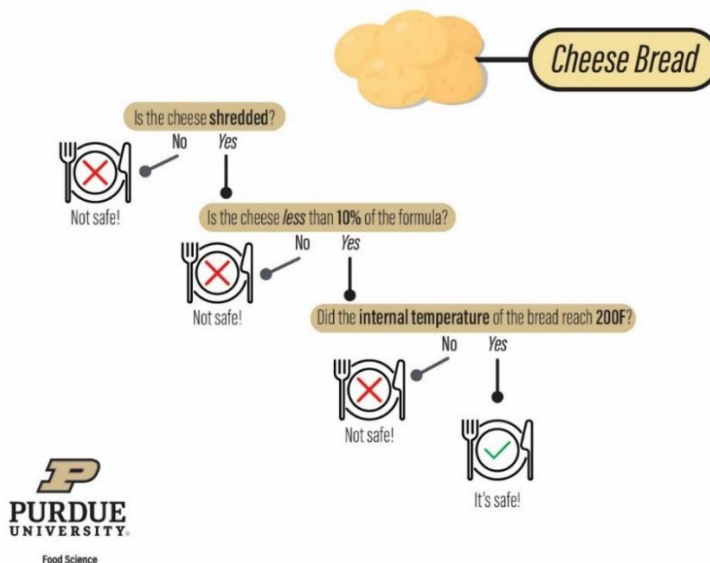 Cheese Bread
Is the cheese shredded?
No Yes
Not safe!
Is the cheese less than 10% of the formula?
No Yes
Not safe!
Did the internal temperature of the bread reach 200F?
No Yes
Not safe!
It's safe!
P
PURDUE
UNIVERSITY®
Food Science